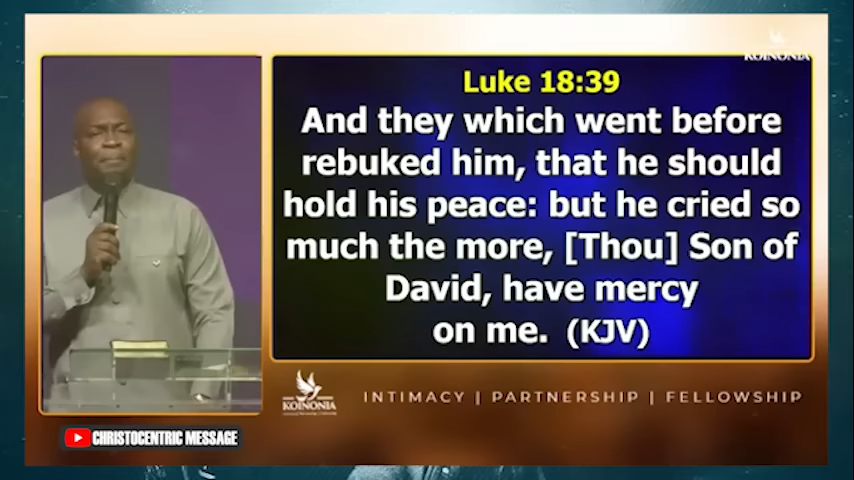 KOINONIA
Luke 18:39
And they which went before
rebuked him, that he should
hold his peace: but he cried so
much the more, [Thou] Son of
David, have mercy
on me. (KJV)
KOINONIA
INTIMACY | PARTNERSHIP | FELLOWSHIP
CHRISTOCENTRIC MESSAGE